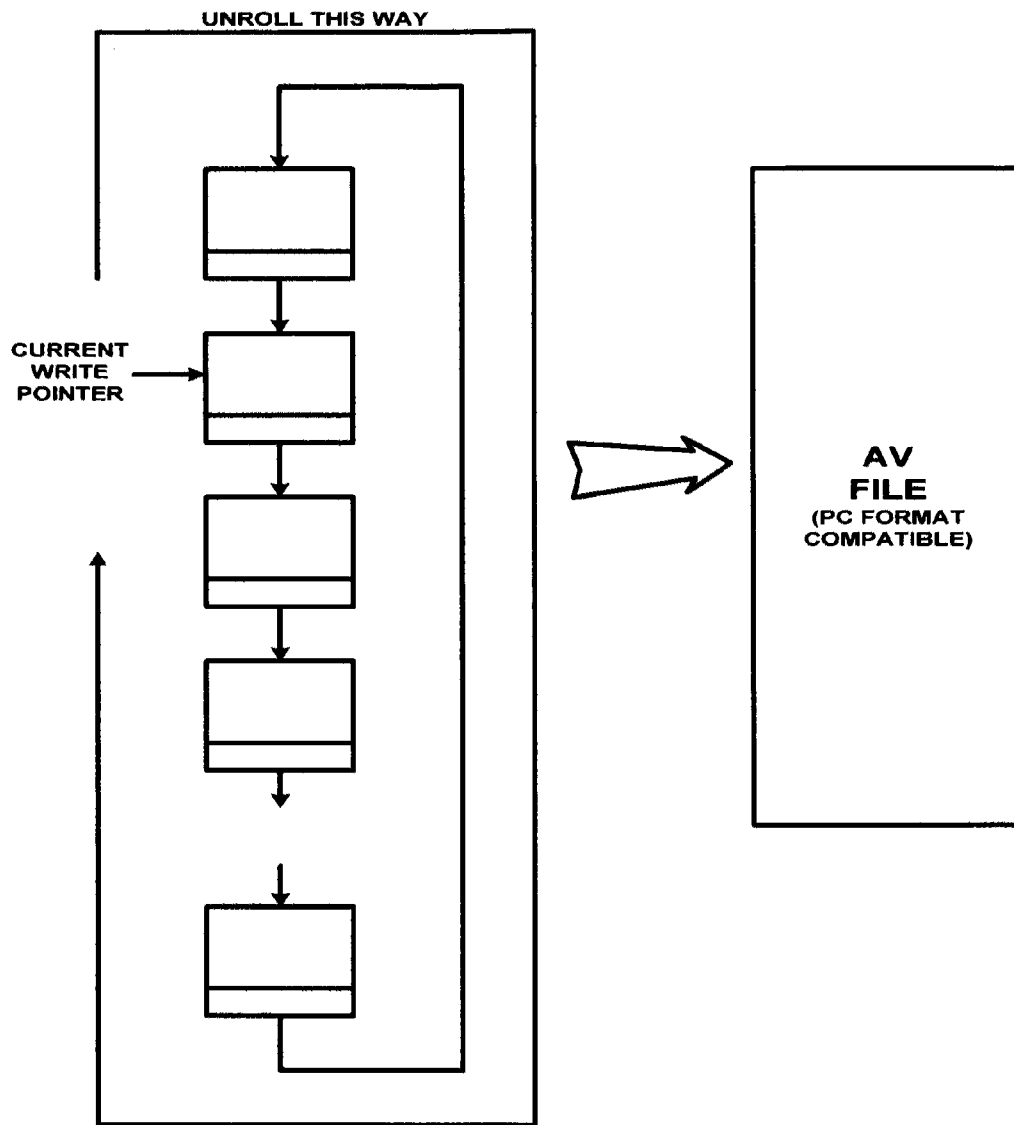 UNROLL THIS WAY
CURRENT
WRITE
POINTER
AV
FILE
(PC FORMAT
COMPATIBLE)